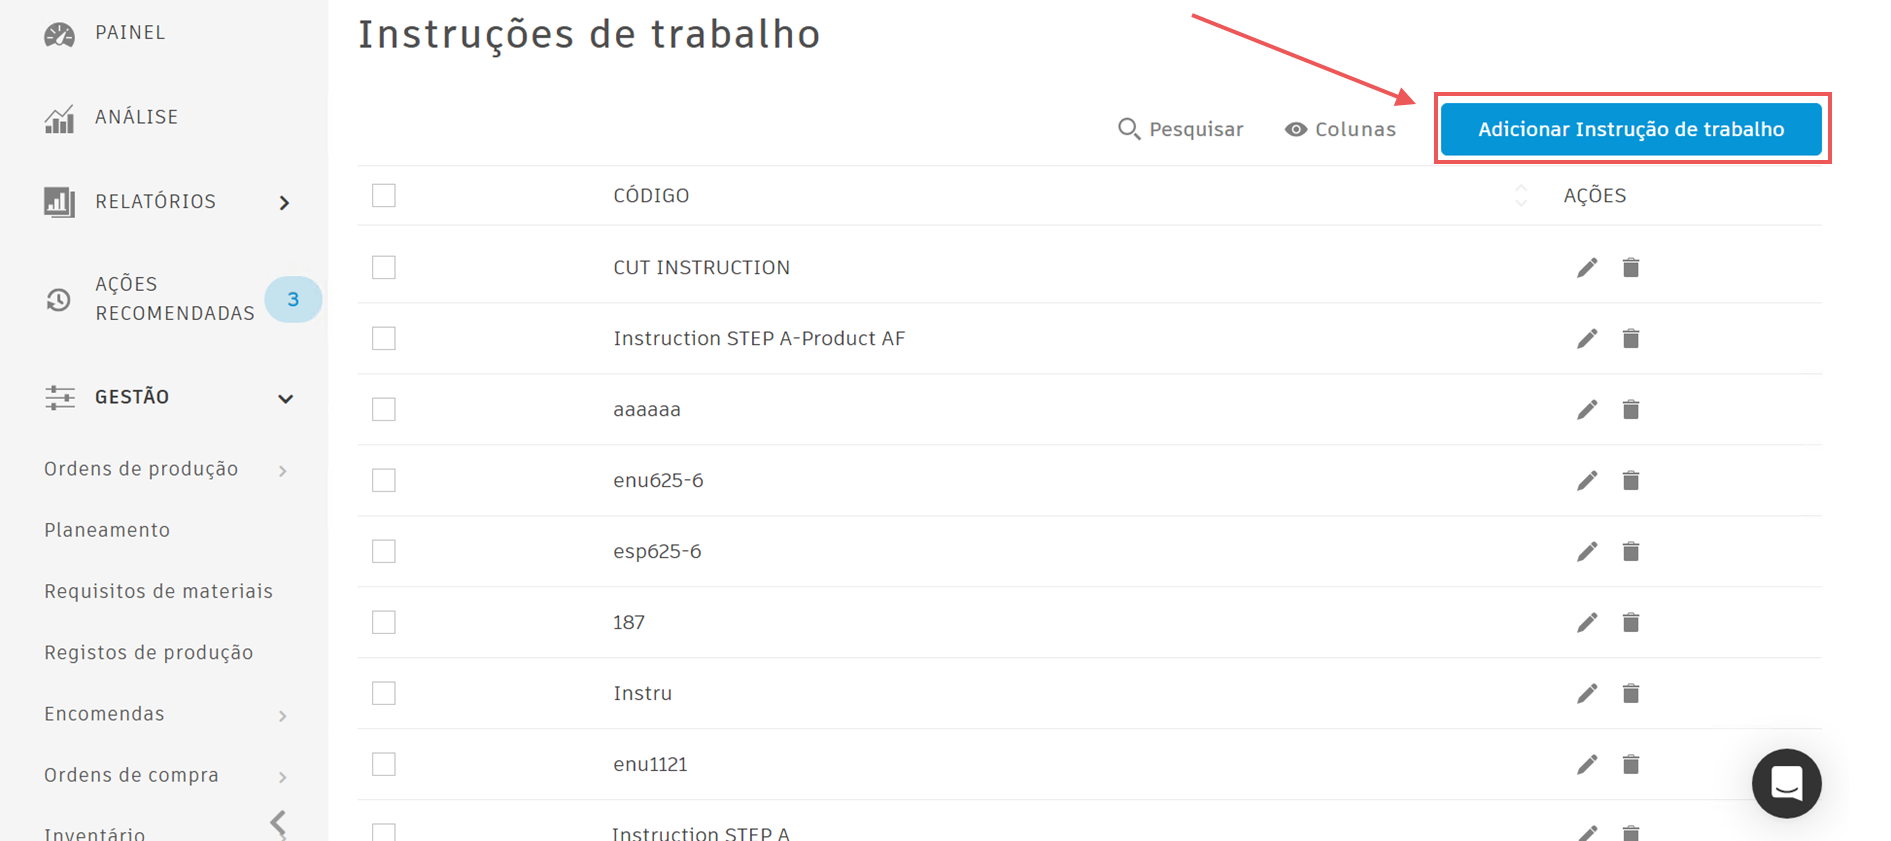 PAINEL
ANÁLISE
RELATÓRIOS
AÇÕES
RECOMENDADAS
3
GESTÃO
Ordens de produção
Planeamento
Requisitos de materiais
Registos de produção
Encomendas
Ordens de compra
Inventário
Instruções de trabalho
Pesquisar
Colunas
Adicionar Instrução de trabalho
CÓDIGO
AÇÕES
CUT INSTRUCTION
Instruction STEP A-Product AF
aaaaaa
enu625-6
esp625-6
187
Instru
enu1121
Instruction STEP A